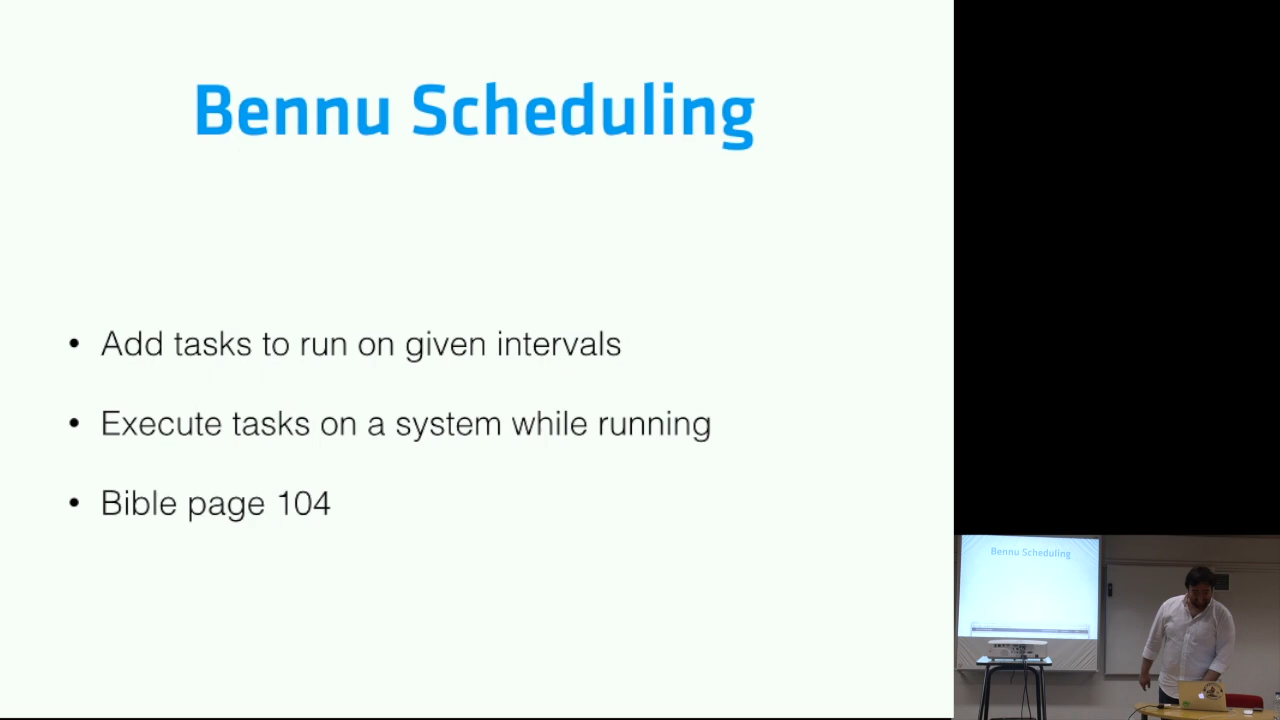 Bennu Scheduling
• Add tasks to run on given intervals
• Execute tasks on a system while running
• Bible page 104
Bennu Scheduling